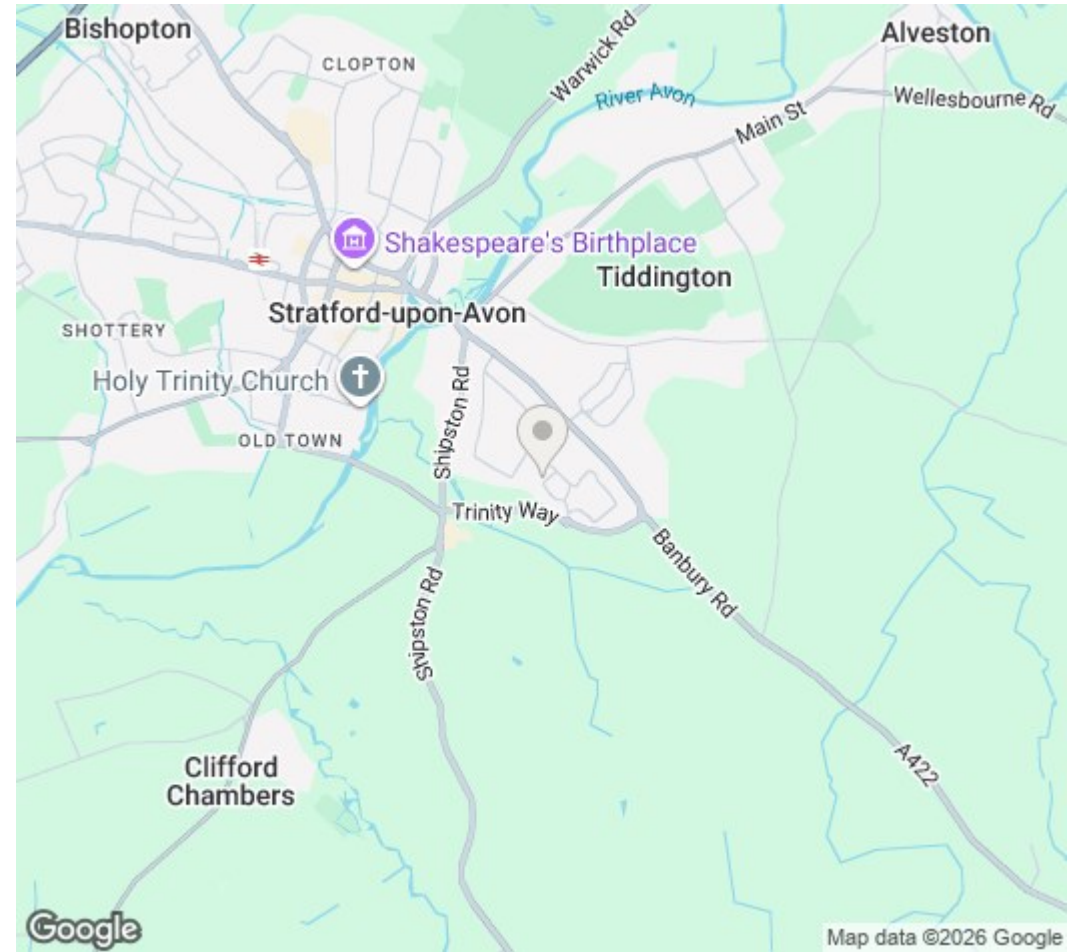 Bishopton
CLOPTON
Warwick Rd
Alveston
River Avon
Wellesbourne Rd
Main St
Shakespeare's Birthplace
Tiddington
Stratford-upon-Avon
SHOTTERY
Holy Trinity Church
Shipston Rd
OLD TOWN
Trinity Way
Banbury Rd
Shipston Rd
A422
Clifford
Chambers
Google
Map data ©2026 Google